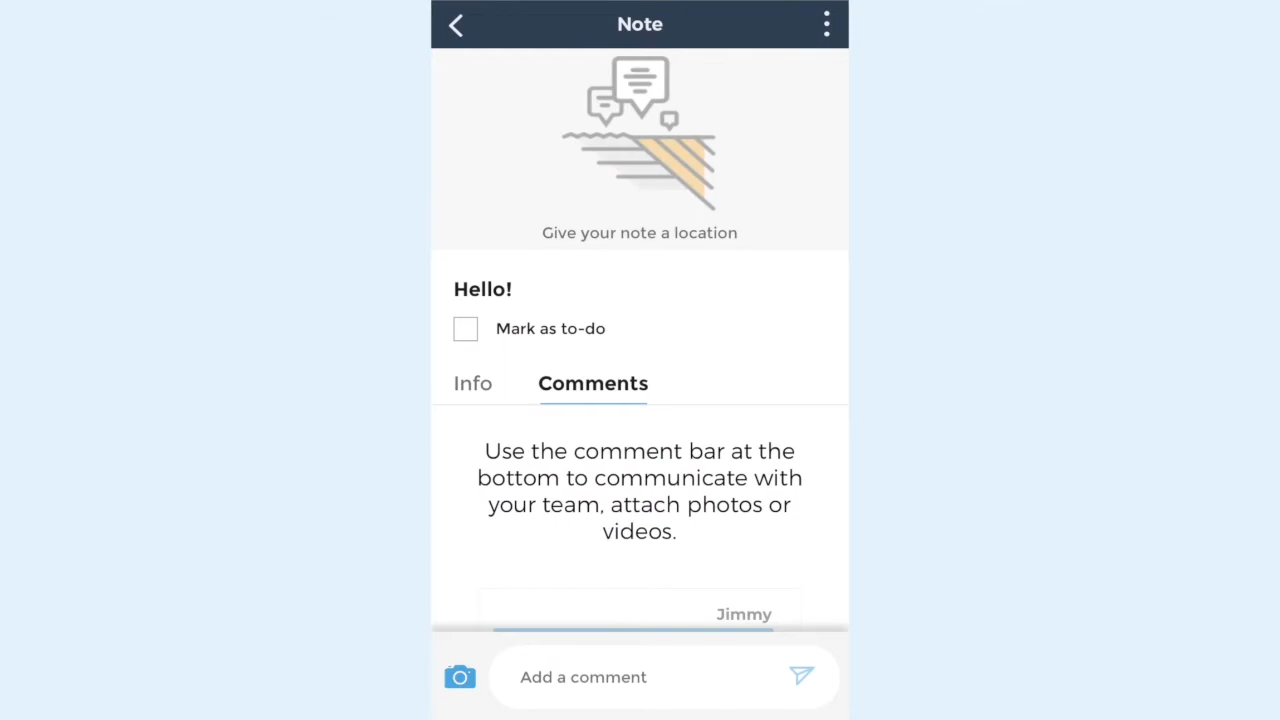 Note
Give your note a location
Hello!
Mark as to-do
Info Comments
Use the comment bar at the
bottom to communicate with
your team, attach photos or
videos.
Jimmy
Add a comment